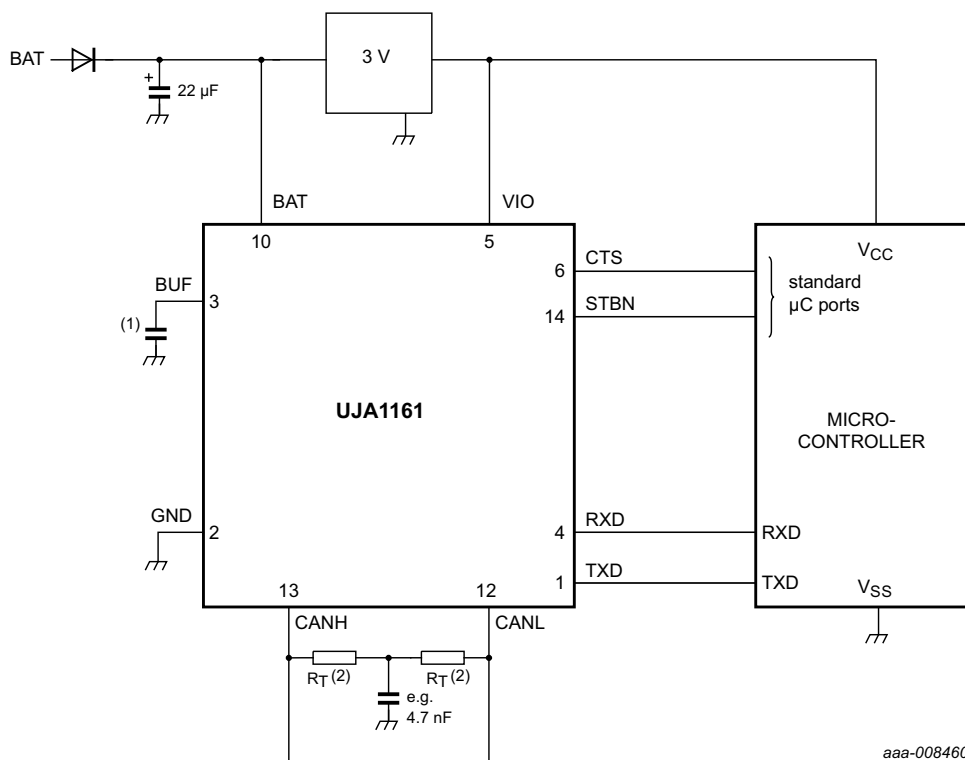 BAT
3 V
+
22 µF
BAT
VIO
10
5
VCC
6
CTS
standard
µC ports
BUF
3
14
STBN
(1)
UJA1161
MICRO-
CONTROLLER
GND
2
4
RXD
RXD
1
TXD
TXD
13
12
VSS
CANH
CANL
RT(2)
RT(2)
e.g.
4.7 nF
aaa-008460